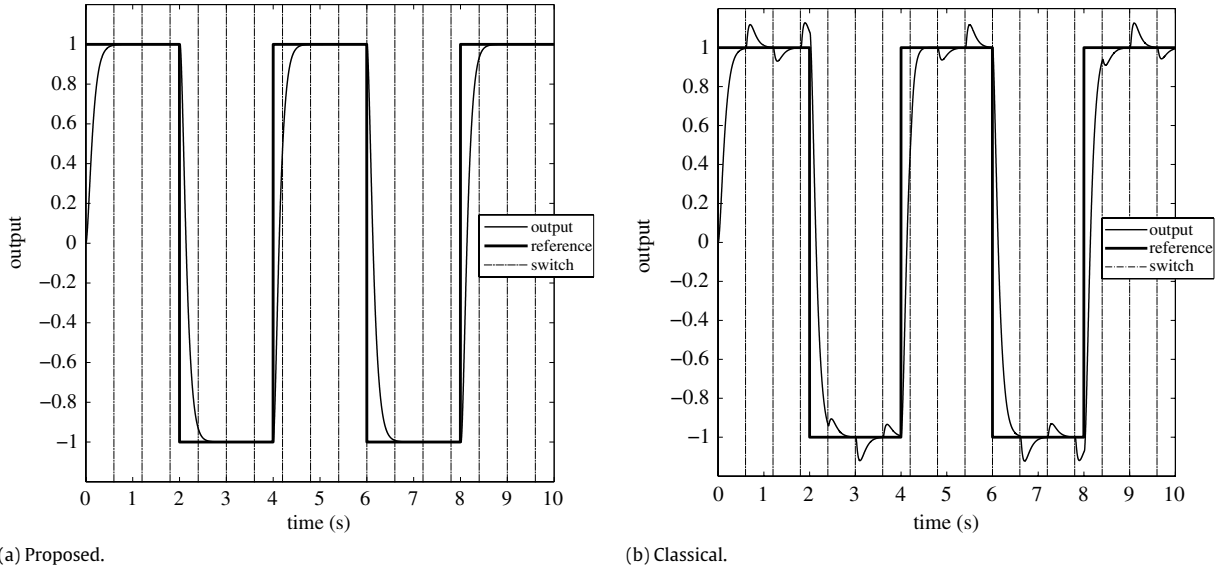 1
0.8
0.6
0.4
0.2
0
−0.2
−0.4
−0.6
−0.8
−1
output
output
reference
switch
0 1 2 3 4 5 6 7 8 9 10
time (s)
(a) Proposed.
1
0.8
0.6
0.4
0.2
0
−0.2
−0.4
−0.6
−0.8
−1
output
output
reference
switch
0 1 2 3 4 5 6 7 8 9 10
time (s)
(b) Classical.